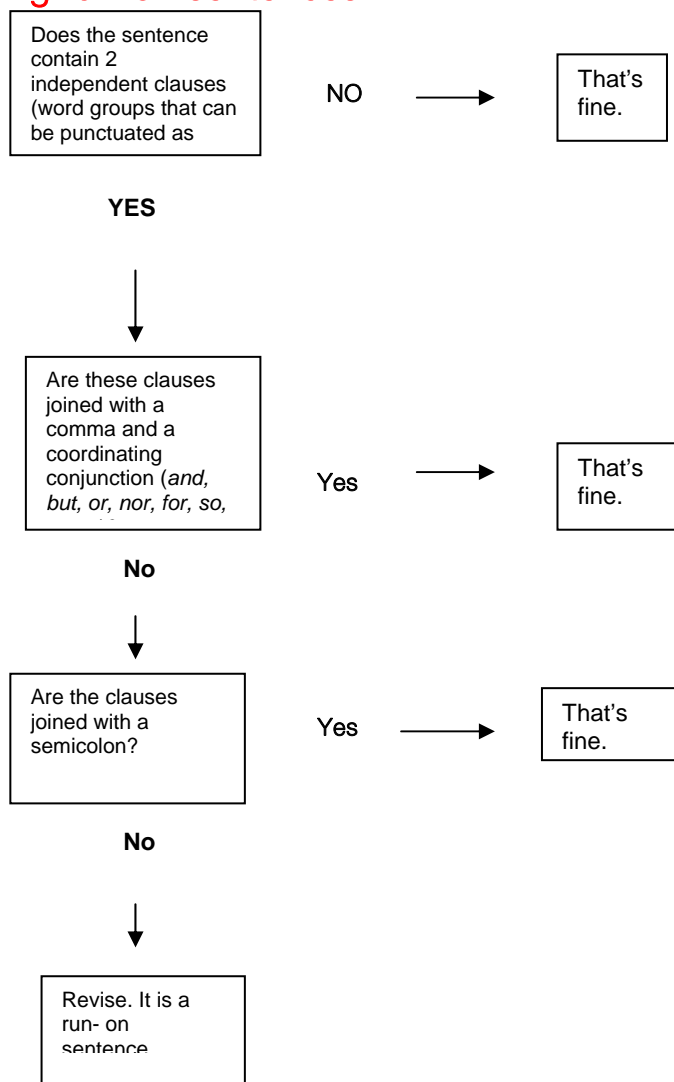 Does the sentence
contain 2
independent clauses
(word groups that can
be punctuated as
NO
That's
fine.
YES
Are these clauses
joined with a
comma and a
coordinating
conjunction (and,
but, or, nor, for, so,
Yes
That's
fine.
No
Are the clauses
joined with a
semicolon?
Yes
That's
fine.
No
Revise. It is a
run- on
sentence